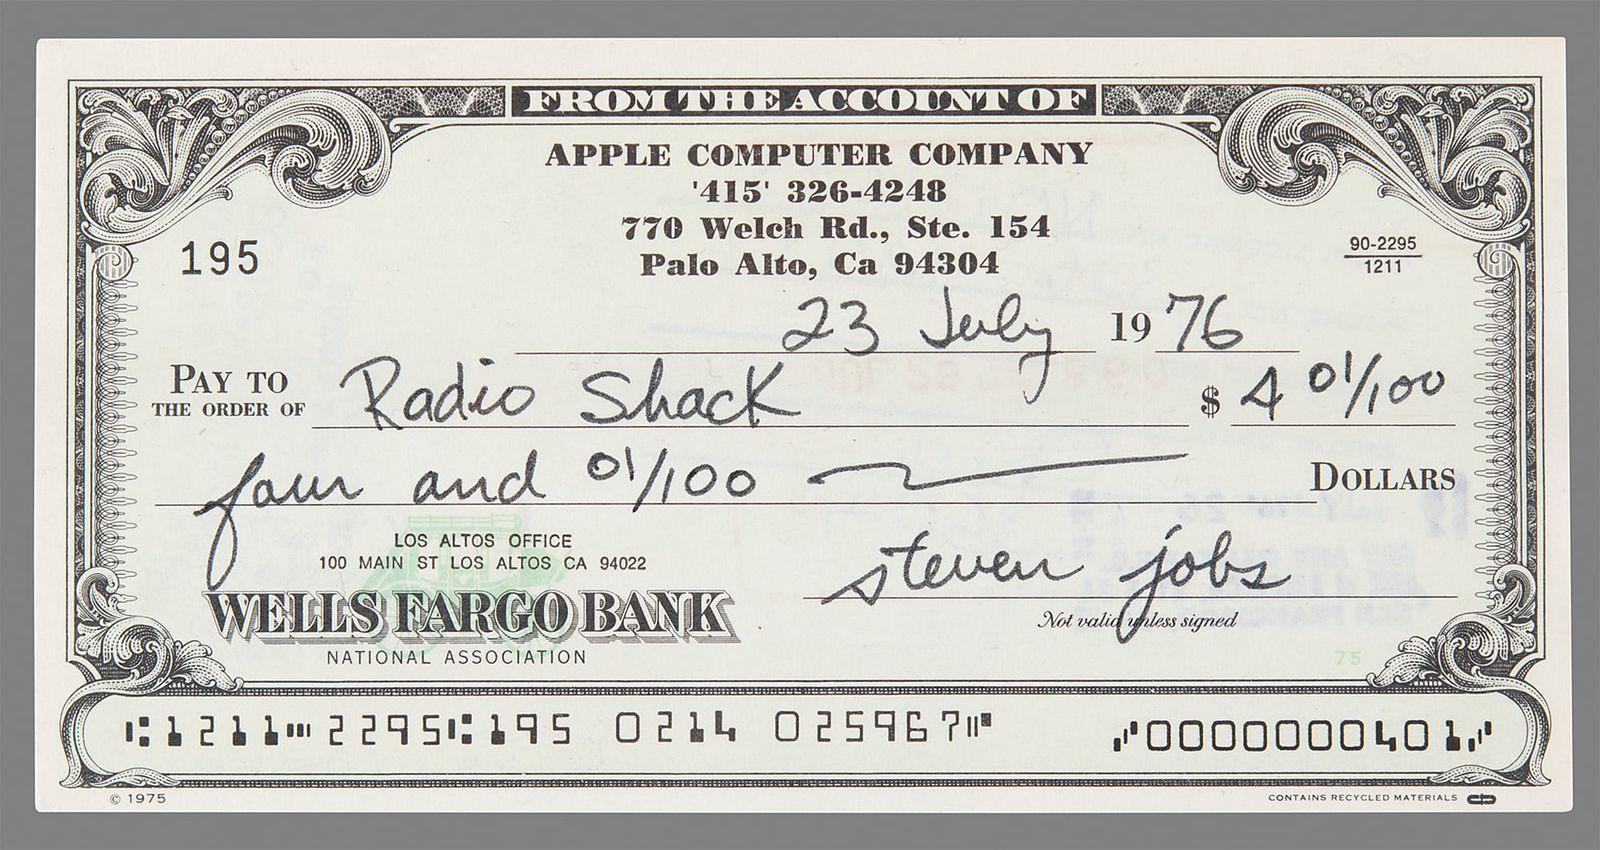 FROM THE ACCOUNT OF
APPLE COMPUTER COMPANY
'415' 326-4248
770 Welch Rd., Ste. 154
Palo Alto, Ca 94304
195
90-2295
1211
23 July 1976
PAY TO
THE ORDER OF Radio Shack $ 4 01/100
four and 01/100 DOLLARS
LOS ALTOS OFFICE
100 MAIN ST LOS ALTOS CA 94022
WELLS FARGO BANK
NATIONAL ASSOCIATION
steven jobs
Not valid unless signed
75
⑆1211⑉2295⑆195 0214 025967⑈ ⑇0000000401⑇
© 1975
CONTAINS RECYCLED MATERIALS